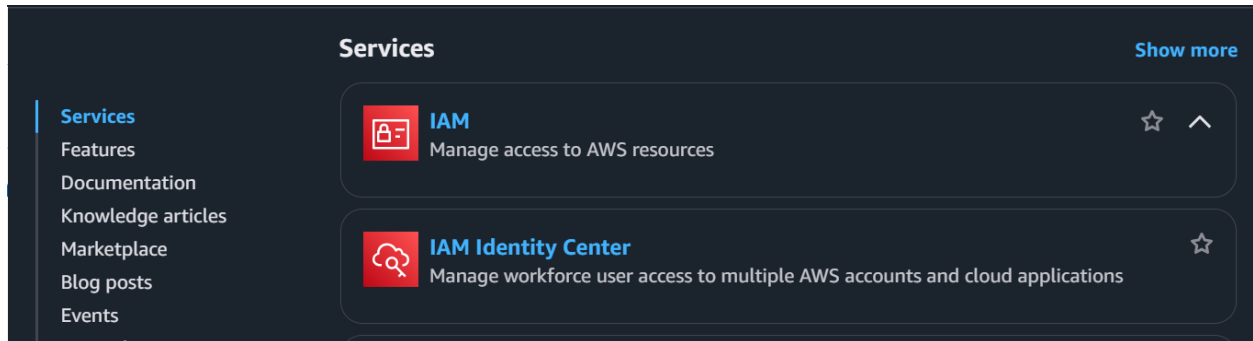 Services
Show more
Services
Features
Documentation
Knowledge articles
Marketplace
Blog posts
Events
IAM
Manage access to AWS resources
IAM Identity Center
Manage workforce user access to multiple AWS accounts and cloud applications